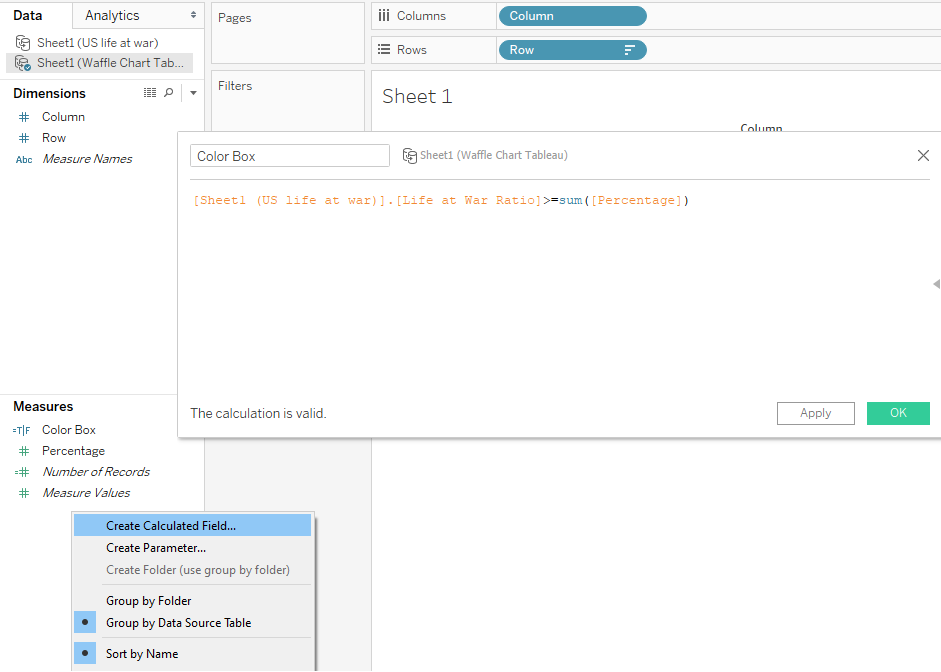 Data
Analytics
Pages
Columns
Column
Sheet1 (US life at war)
Rows
Row
Sheet1 (Waffle Chart Tab...
Filters
Dimensions
Sheet 1
Column
Column
Row
Abc Measure Names
Color Box
Sheet1 (Waffle Chart Tableau)
[Sheet1 (US life at war)].[Life at War Ratio]>=sum([Percentage])
The calculation is valid.
Apply
OK
Measures
=T|F Color Box
Percentage
Number of Records
Measure Values
Create Calculated Field...
Create Parameter...
Create Folder (use group by folder)
Group by Folder
Group by Data Source Table
Sort by Name